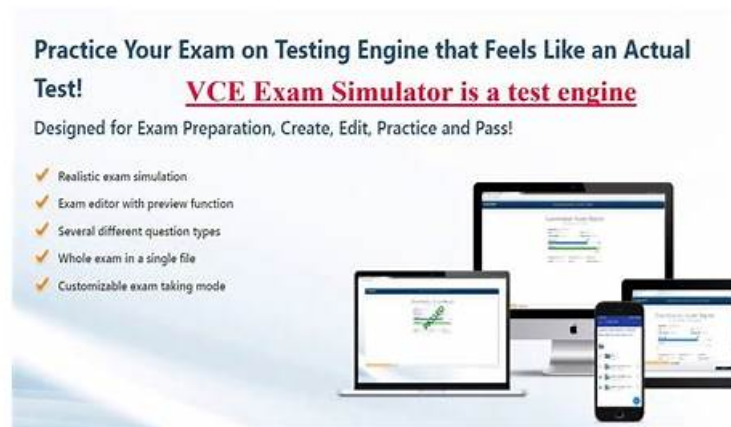 Practice Your Exam on Testing Engine that Feels Like an Actual
Test!
VCE Exam Simulator is a test engine
Designed for Exam Preparation, Create, Edit, Practice and Pass!
Realistic exam simulation
Exam editor with preview function
Several different question types
Whole exam in a single file
Customizable exam taking mode
PASSED